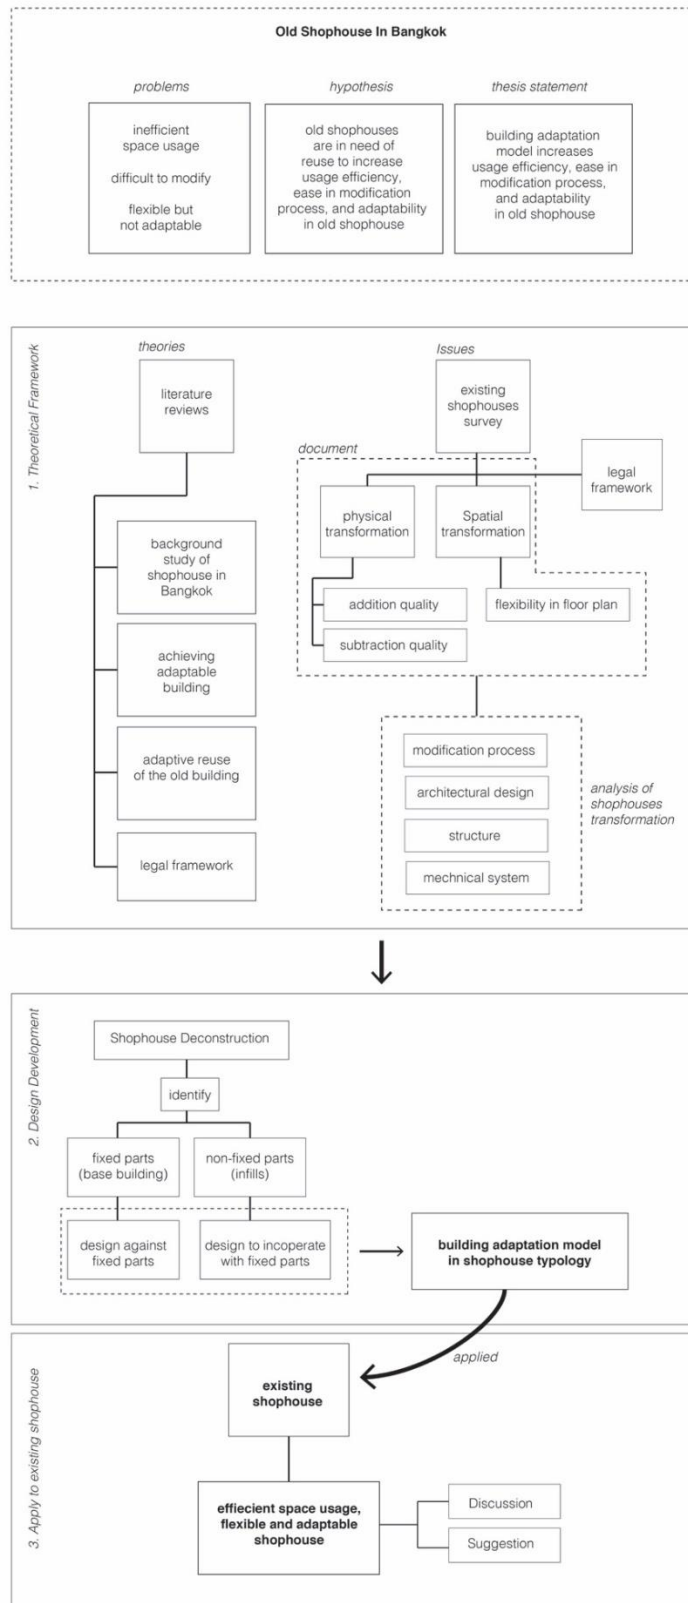 Old Shophouse In Bangkok
problems
inefficient
space usage
difficult to modify
flexible but
not adaptable
hypothesis
old shophouses
are in need of
reuse to increase
usage efficiency,
ease in modification
process, and adaptability
in old shophouse
thesis statement
building adaptation
model increases
usage efficiency, ease in
modification process,
and adaptability
in old shophouse
1. Theoretical Framework
theories
literature
reviews
background
study of
shophouse in
Bangkok
achieving
adaptable
building
adaptive reuse
of the old building
legal framework
Issues
existing
shophouses
survey
document
legal
framework
physical
transformation
Spatial
transformation
addition quality
subtraction quality
flexibility in floor plan
modification process
architectural design
structure
mechnical system
analysis of
shophouses
transformation
2. Design Development
Shophouse Deconstruction
identify
fixed parts
(base building)
non-fixed parts
(infills)
design against
fixed parts
design to incoperate
with fixed parts
building adaptation model
in shophouse typology
3. Apply to existing shophouse
applied
existing
shophouse
effiecient space usage,
flexible and adaptable
shophouse
Discussion
Suggestion